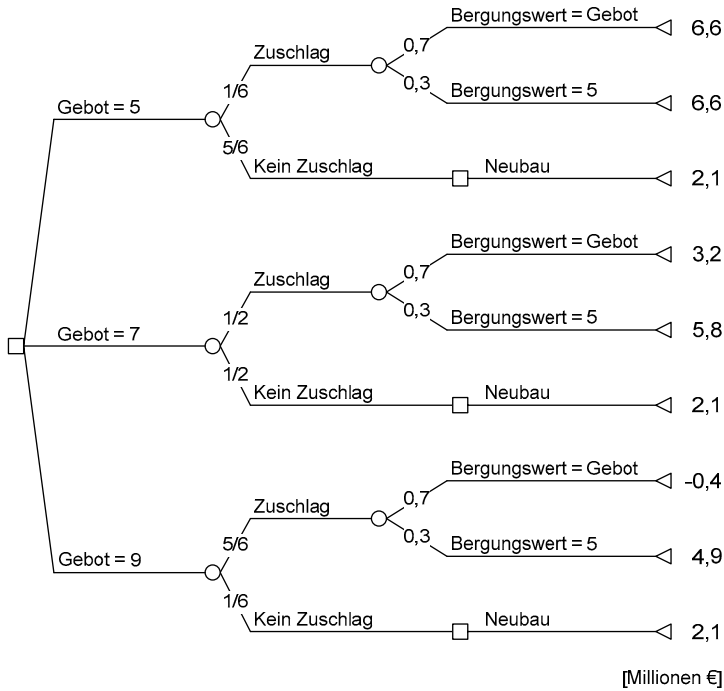 Bergungswert = Gebot 6,6
0,7
Zuschlag
0,3
1/6 Bergungswert = 5 6,6
Gebot = 5
5/6
Kein Zuschlag Neubau 2,1
Bergungswert = Gebot 3,2
0,7
Zuschlag
0,3
1/2 Bergungswert = 5 5,8
Gebot = 7
1/2
Kein Zuschlag Neubau 2,1
Bergungswert = Gebot -0,4
0,7
Zuschlag
0,3
5/6 Bergungswert = 5 4,9
Gebot = 9
1/6
Kein Zuschlag Neubau 2,1
[Millionen €]